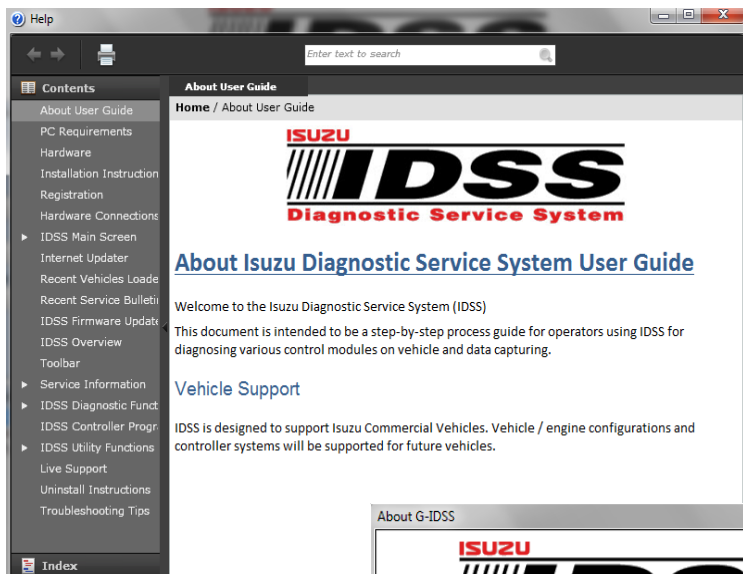 Help
Enter text to search
Contents
About User Guide
PC Requirements
Hardware
Installation Instruction
Registration
Hardware Connections
IDSS Main Screen
Internet Updater
Recent Vehicles Loade
Recent Service Bulleti
IDSS Firmware Update
IDSS Overview
Toolbar
Service Information
IDSS Diagnostic Funct
IDSS Controller Progr
IDSS Utility Functions
Live Support
Uninstall Instructions
Troubleshooting Tips
Index
About User Guide
Home / About User Guide
ISUZU
IDSS
Diagnostic Service System
About Isuzu Diagnostic Service System User Guide
Welcome to the Isuzu Diagnostic Service System (IDSS)
This document is intended to be a step-by-step process guide for operators using IDSS for
diagnosing various control modules on vehicle and data capturing.
Vehicle Support
IDSS is designed to support Isuzu Commercial Vehicles. Vehicle / engine configurations and
controller systems will be supported for future vehicles.
About G-IDSS
ISUZU